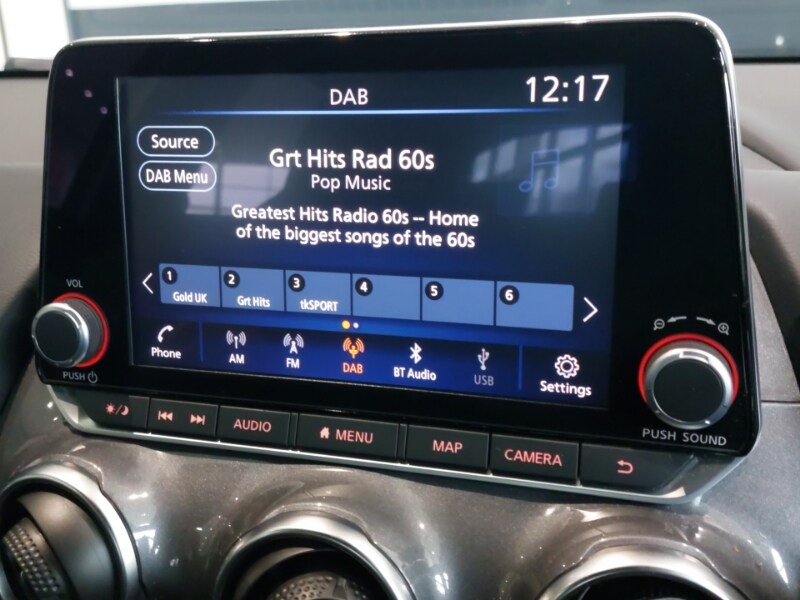 DAB
12:17
Source
DAB Menu
Grt Hits Rad 60s
Pop Music
Greatest Hits Radio 60s -- Home
of the biggest songs of the 60s
1 Gold UK
2 Grt Hits
3 tkSPORT
4
5
6
Phone
AM
FM
DAB
BT Audio
USB
Settings
VOL
PUSH
PUSH SOUND
AUDIO
MENU
MAP
CAMERA